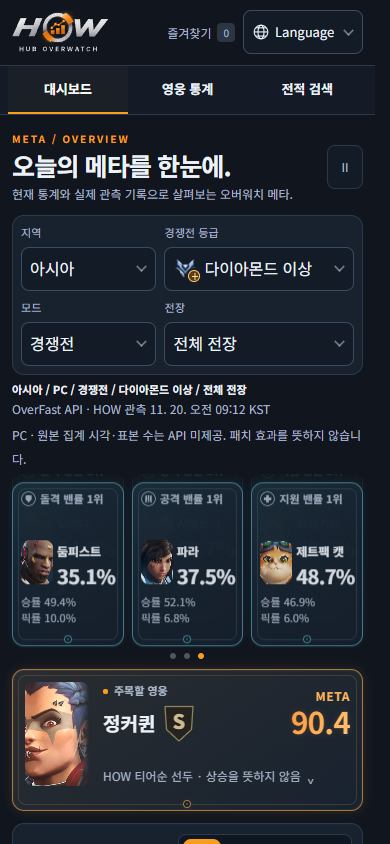 HOW
HUB OVERWATCH
즐겨찾기 0
Language
대시보드 영웅 통계 전적 검색
META / OVERVIEW
오늘의 메타를 한눈에.
현재 통계와 실제 관측 기록으로 살펴보는 오버워치 메타.
지역 경쟁전 등급
아시아 다이아몬드 이상
모드 전장
경쟁전 전체 전장
아시아 / PC / 경쟁전 / 다이아몬드 이상 / 전체 전장
OverFast API · HOW 관측 11. 20. 오전 09:12 KST
PC · 원본 집계 시각·표본 수는 API 미제공. 패치 효과를 뜻하지 않습니
다.
돌격 밴률 1위 공격 밴률 1위 지원 밴률 1위
둠피스트 파라 제트팩 캣
35.1% 37.5% 48.7%
승률 49.4% 승률 52.1% 승률 46.9%
픽률 10.0% 픽률 6.8% 픽률 6.0%
주목할 영웅
META
정커퀸 S 90.4
HOW 티어순 선두 · 상승을 뜻하지 않음